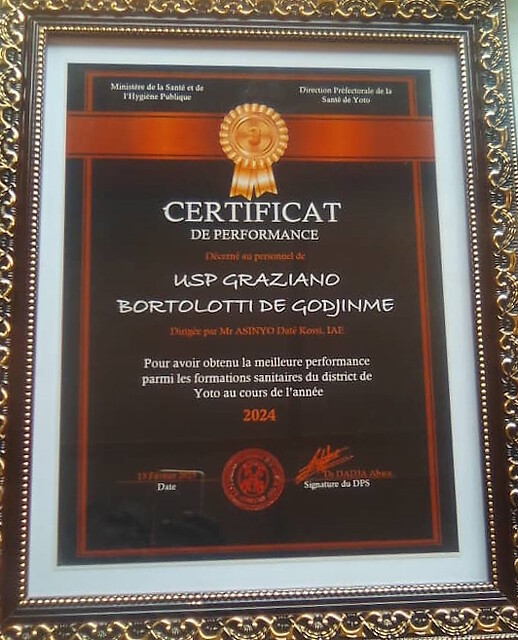 Ministère de la Santé et de
l'Hygiène Publique
Direction Préfectorale de la
Santé de Yoto
3
CERTIFICAT
DE PERFORMANCE
Décerné au personnel de
USP GRAZIANO
BORTOLOTTI DE GODJINME
Dirigée par Mr ASINYO Daté Kossi, IAE
Pour avoir obtenu la meilleure performance
parmi les formations sanitaires du district de
Yoto au cours de l'année
2024
Date
Signature du DPS